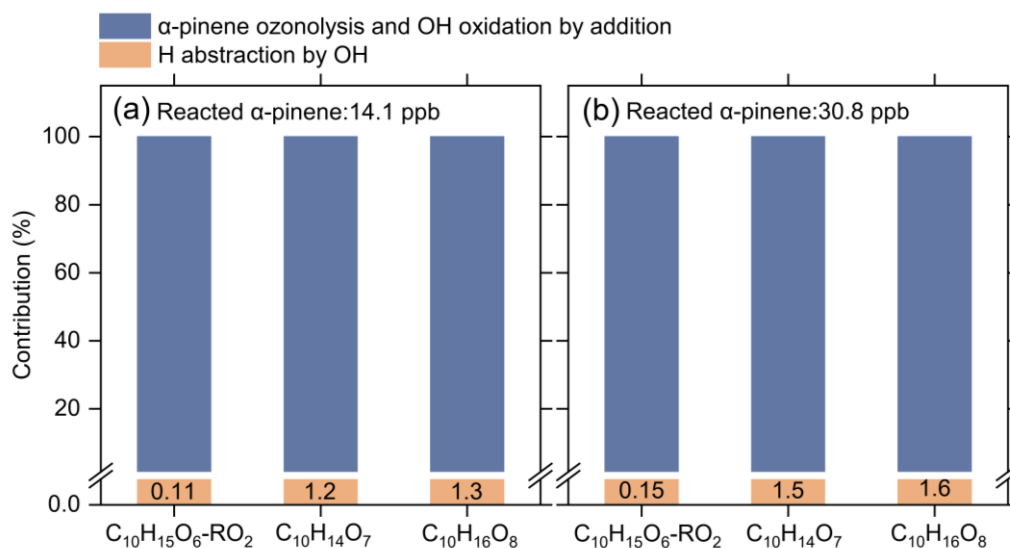 α-pinene ozonolysis and OH oxidation by addition
H abstraction by OH
(a) Reacted α-pinene:14.1 ppb
(b) Reacted α-pinene:30.8 ppb
Contribution (%)
100
80
60
40
20
0.0
0.11
1.2
1.3
0.15
1.5
1.6
C₁₀H₁₅O₆-RO₂
C₁₀H₁₄O₇
C₁₀H₁₆O₈
C₁₀H₁₅O₆-RO₂
C₁₀H₁₄O₇
C₁₀H₁₆O₈